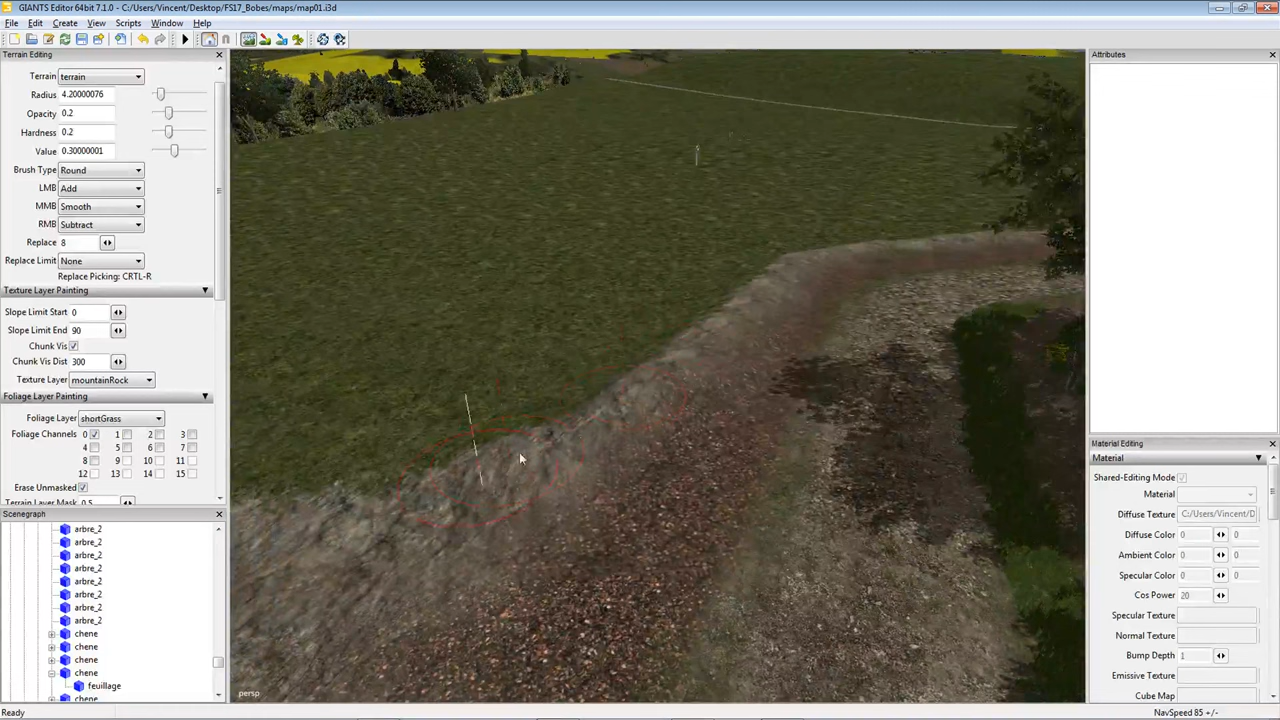 GIANTS Editor 64bit 7.1.0 - C:/Users/Vincent/Desktop/FS17_Bobes/maps/map01.i3d
File Edit Create View Scripts Window Help
Terrain Editing
Terrain terrain
Radius 4.20000076
Opacity 0.2
Hardness 0.2
Value 0.30000001
Brush Type Round
LMB Add
MMB Smooth
RMB Subtract
Replace 8
Replace Limit None
Replace Picking: CRTL-R
Texture Layer Painting
Slope Limit Start 0
Slope Limit End 90
Chunk Vis
Chunk Vis Dist 300
Texture Layer mountainRock
Foliage Layer Painting
Foliage Layer shortGrass
Foliage Channels 0 1 2 3
4 5 6 7
8 9 10 11
12 13 14 15
Erase Unmasked
Terrain Layer Mask 0.5
Scenegraph
arbre_2
arbre_2
arbre_2
arbre_2
arbre_2
arbre_2
arbre_2
arbre_2
chene
chene
chene
chene
feuillage
chene
Ready
persp
Attributes
Material Editing
Material
Shared-Editing Mode
Material
Diffuse Texture C:/Users/Vincent/D
Diffuse Color 0 0
Ambient Color 0 0
Specular Color 0 0
Cos Power 20
Specular Texture
Normal Texture
Bump Depth 1
Emissive Texture
Cube Map
NavSpeed 85 +/-